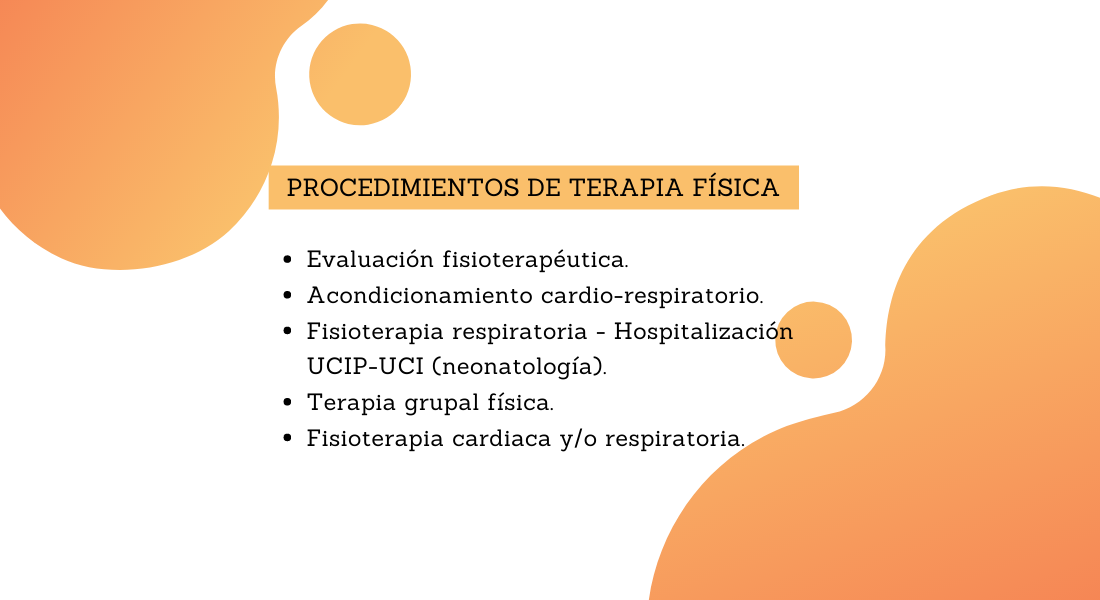 PROCEDIMIENTOS DE TERAPIA FÍSICA
• Evaluación fisioterapéutica.
• Acondicionamiento cardio-respiratorio.
• Fisioterapia respiratoria - Hospitalización
UCIP-UCI (neonatología).
• Terapia grupal física.
• Fisioterapia cardiaca y/o respiratoria.